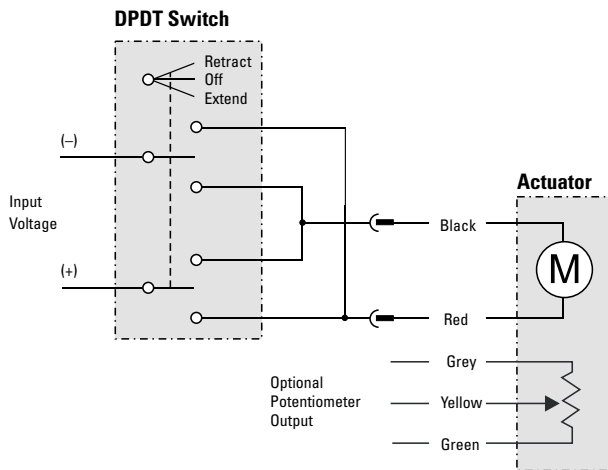 DPDT Switch
Retract
Off
Extend
(–)
Input
Voltage
(+)
Actuator
Black
M
Red
Grey
Optional
Potentiometer
Output
Yellow
Green